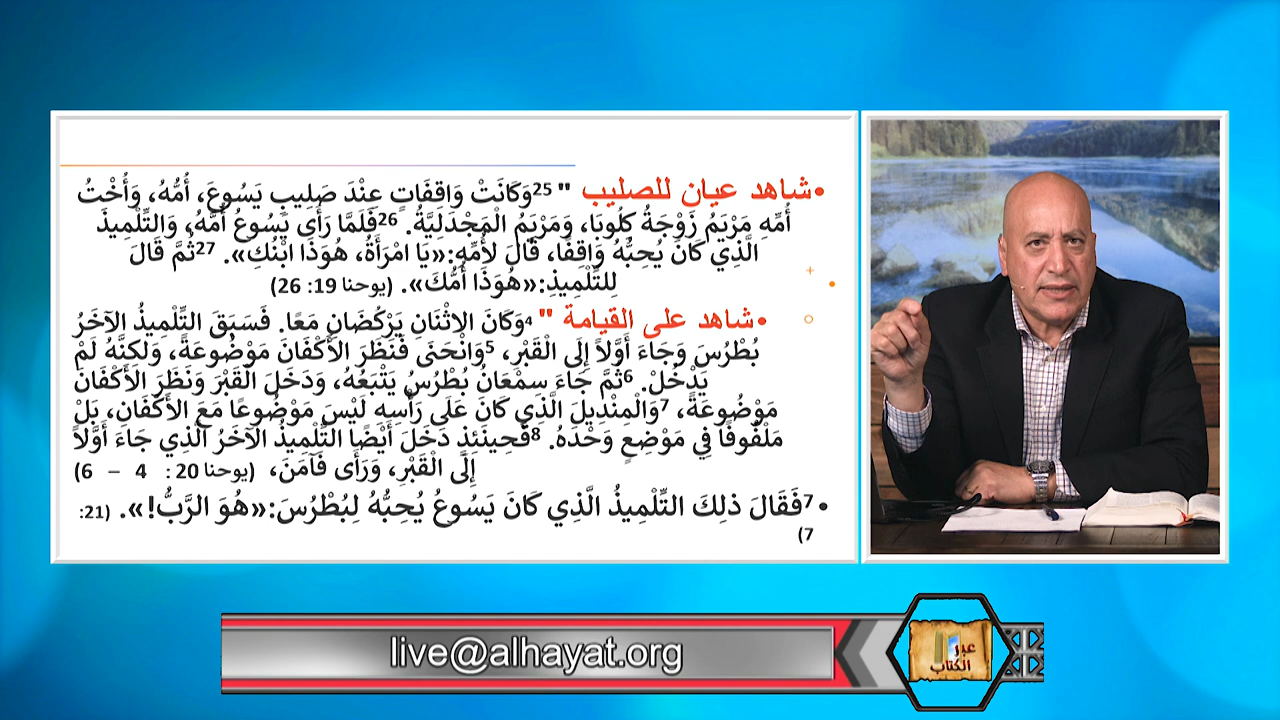 •شاهد عيان للصليب " 25وَكَانَتْ وَاقِفَاتٍ عِنْدَ صَلِيبِ يَسُوعَ، أُمُّهُ، وَأُخْتُ
أُمِّهِ مَرْيَمُ زَوْجَةُ كِلُوبَا، وَمَرْيَمُ الْمَجْدَلِيَّةُ. 26فَلَمَّا رَأَى يَسُوعُ أُمَّهُ، وَالتِّلْمِيذَ
الَّذِي كَانَ يُحِبُّهُ وَاقِفًا، قَالَ لأُمِّهِ:«يَا امْرَأَةُ، هُوَذَا ابْنُكِ». 27ثُمَّ قَالَ
لِلتِّلْمِيذِ:«هُوَذَا أُمُّكَ». (يوحنا 19: 26)
•شاهد على القيامة " 4وَكَانَ الاثْنَانِ يَرْكُضَانِ مَعًا. فَسَبَقَ التِّلْمِيذُ الآخَرُ
بُطْرُسَ وَجَاءَ أَوَّلاً إِلَى الْقَبْرِ، 5وَانْحَنَى فَنَظَرَ الأَكْفَانَ مَوْضُوعَةً، وَلكِنَّهُ لَمْ
يَدْخُلْ. 6ثُمَّ جَاءَ سِمْعَانُ بُطْرُسُ يَتْبَعُهُ، وَدَخَلَ الْقَبْرَ وَنَظَرَ الأَكْفَانَ
مَوْضُوعَةً، 7وَالْمِنْدِيلَ الَّذِي كَانَ عَلَى رَأْسِهِ لَيْسَ مَوْضُوعًا مَعَ الأَكْفَانِ، بَلْ
مَلْفُوفًا فِي مَوْضِعٍ وَحْدَهُ. 8فَحِينَئِذٍ دَخَلَ أَيْضًا التِّلْمِيذُ الآخَرُ الَّذِي جَاءَ أَوَّلاً
إِلَى الْقَبْرِ، وَرَأَى فَآمَنَ، (يوحنا 20 : 4 – 6)
•7فَقَالَ ذلِكَ التِّلْمِيذُ الَّذِي كَانَ يَسُوعُ يُحِبُّهُ لِبُطْرُسَ:«هُوَ الرَّبُّ!». (21:
7)
live@alhayat.org
عبر
الكتاب